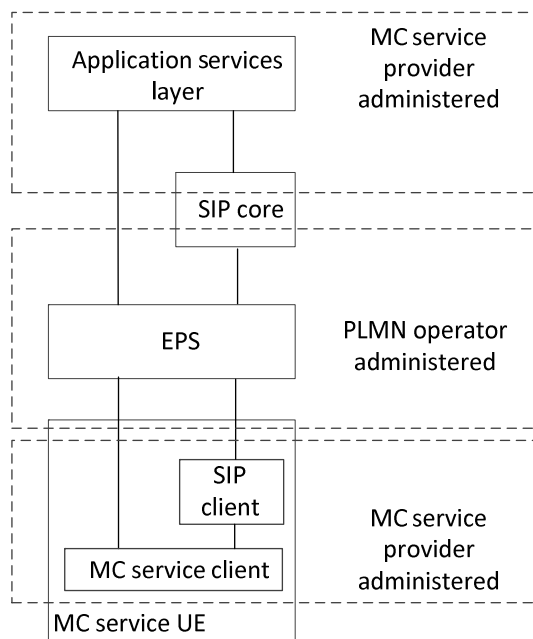 Application services
layer
MC service
provider
administered
SIP core
EPS
PLMN operator
administered
SIP
client
MC service client
MC service
provider
administered
MC service UE